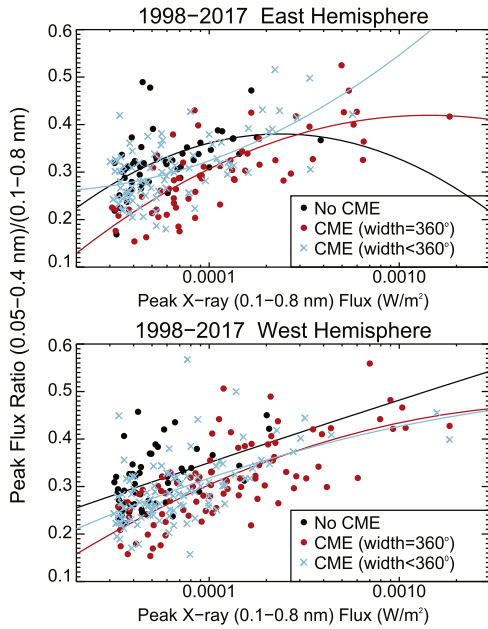 1998−2017 East Hemisphere
Peak Flux Ratio (0.05−0.4 nm)/(0.1−0.8 nm)
0.6
0.5
0.4
0.3
0.2
0.1
No CME
CME (width=360°)
CME (width<360°)
0.0001
0.0010
Peak X-ray (0.1−0.8 nm) Flux (W/m²)
1998−2017 West Hemisphere
0.6
0.5
0.4
0.3
0.2
0.1
No CME
CME (width=360°)
CME (width<360°)
0.0001
0.0010
Peak X-ray (0.1−0.8 nm) Flux (W/m²)